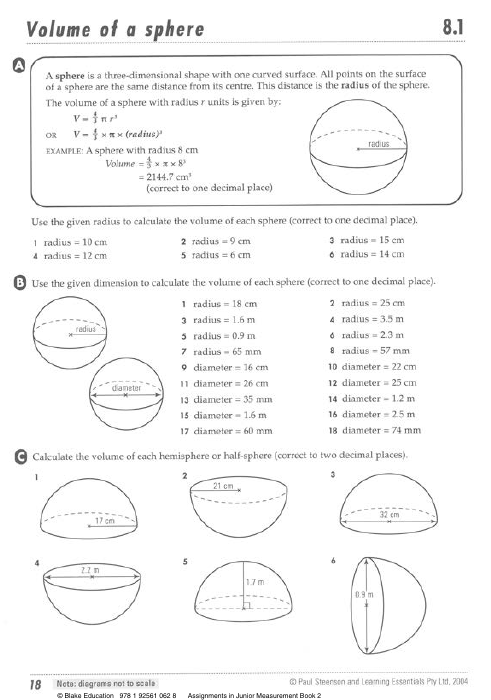 Volume of a sphere 8.1
A
A sphere is a three-dimensional shape with one curved surface. All points on the surface
of a sphere are the same distance from its centre. This distance is the radius of the sphere.
The volume of a sphere with radius r units is given by:
V = 4/3 π r³
OR V = 4/3 × π × (radius)³
radius
EXAMPLE: A sphere with radius 8 cm
Volume = 4/3 × π × 8³
= 2144.7 cm³
(correct to one decimal place)
Use the given radius to calculate the volume of each sphere (correct to one decimal place).
1 radius = 10 cm 2 radius = 9 cm 3 radius = 15 cm
4 radius = 12 cm 5 radius = 6 cm 6 radius = 14 cm
B Use the given dimension to calculate the volume of each sphere (correct to one decimal place).
radius
diameter
1 radius = 18 cm 2 radius = 25 cm
3 radius = 1.6 m 4 radius = 3.5 m
5 radius = 0.9 m 6 radius = 2.3 m
7 radius = 65 mm 8 radius = 57 mm
9 diameter = 16 cm 10 diameter = 22 cm
11 diameter = 26 cm 12 diameter = 25 cm
13 diameter = 35 mm 14 diameter = 1.2 m
15 diameter = 1.6 m 16 diameter = 2.5 m
17 diameter = 60 mm 18 diameter = 74 mm
C Calculate the volume of each hemisphere or half-sphere (correct to two decimal places).
1 2 3
17 cm 21 cm 32 cm
4 5 6
2.2 m 1.7 m 0.9 m
18 Note: diagrams not to scale © Paul Steenson and Learning Essentials Pty Ltd, 2004
© Blake Education 978 1 92561 062 8 Assignments in Junior Measurement Book 2